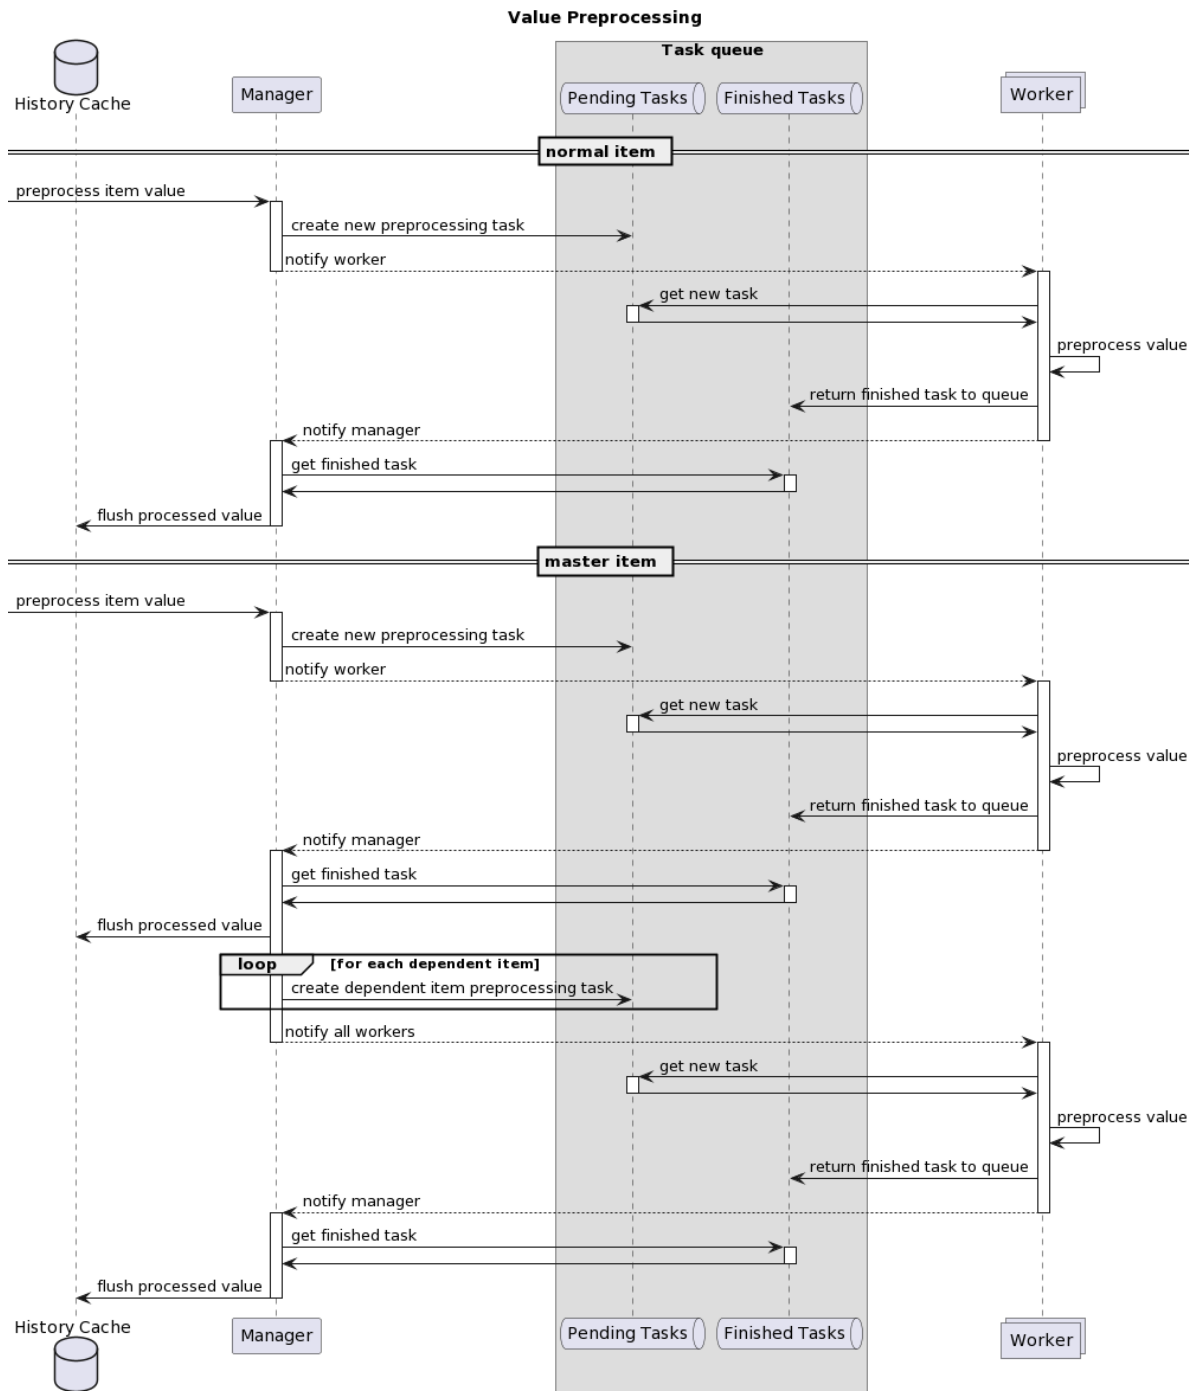 Value Preprocessing
Task queue
History Cache
Manager
Pending Tasks
Finished Tasks
Worker
normal item
preprocess item value
create new preprocessing task
notify worker
get new task
preprocess value
return finished task to queue
notify manager
get finished task
flush processed value
master item
preprocess item value
create new preprocessing task
notify worker
get new task
preprocess value
return finished task to queue
notify manager
get finished task
flush processed value
loop
[for each dependent item]
create dependent item preprocessing task
notify all workers
get new task
preprocess value
return finished task to queue
notify manager
get finished task
flush processed value
History Cache
Manager
Pending Tasks
Finished Tasks
Worker